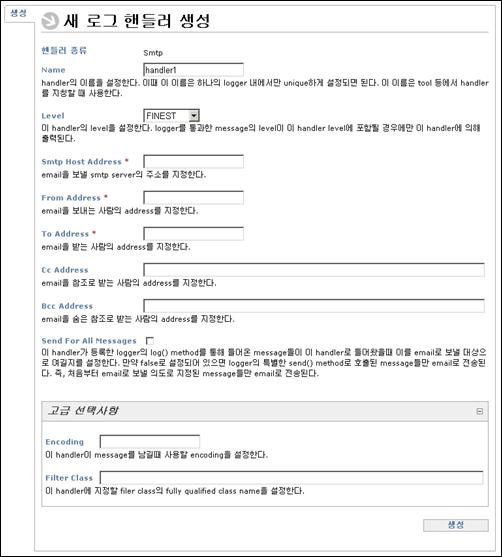 생성
새 로그 핸들러 생성
핸들러 종류 Smtp
Name handler1
handler의 이름을 설정한다. 이때 이 이름은 하나의 logger 내에서만 unique하게 설정되면 된다. 이 이름은 tool 등에서 handler
를 지칭할 때 사용한다.
Level FINEST
이 handler의 level을 설정한다. logger를 통과한 message의 level이 이 handler level에 포함될 경우에만 이 handler에 의해
출력된다.
Smtp Host Address *
email을 보낼 smtp server의 주소를 지정한다.
From Address *
email을 보내는 사람의 address를 지정한다.
To Address *
email을 받는 사람의 address를 지정한다.
Cc Address
email을 참조로 받는 사람의 address를 지정한다.
Bcc Address
email을 숨은 참조로 받는 사람의 address를 지정한다.
Send For All Messages
이 handler가 등록한 logger의 log() method를 통해 들어온 message들이 이 handler로 들어왔을때 이를 email로 보낼 대상으
로 여길지를 설정한다. 만약 false로 설정되어 있으면 logger의 특별한 send() method로 호출된 message들만 email로 전송된
다. 즉, 처음부터 email로 보낼 의도로 지정된 message들만 email로 전송된다.
고급 선택사항
Encoding
이 handler이 message를 남길때 사용할 encoding을 설정한다.
Filter Class
이 handler에 지정할 filer class의 fully qualified class name을 설정한다.
생성